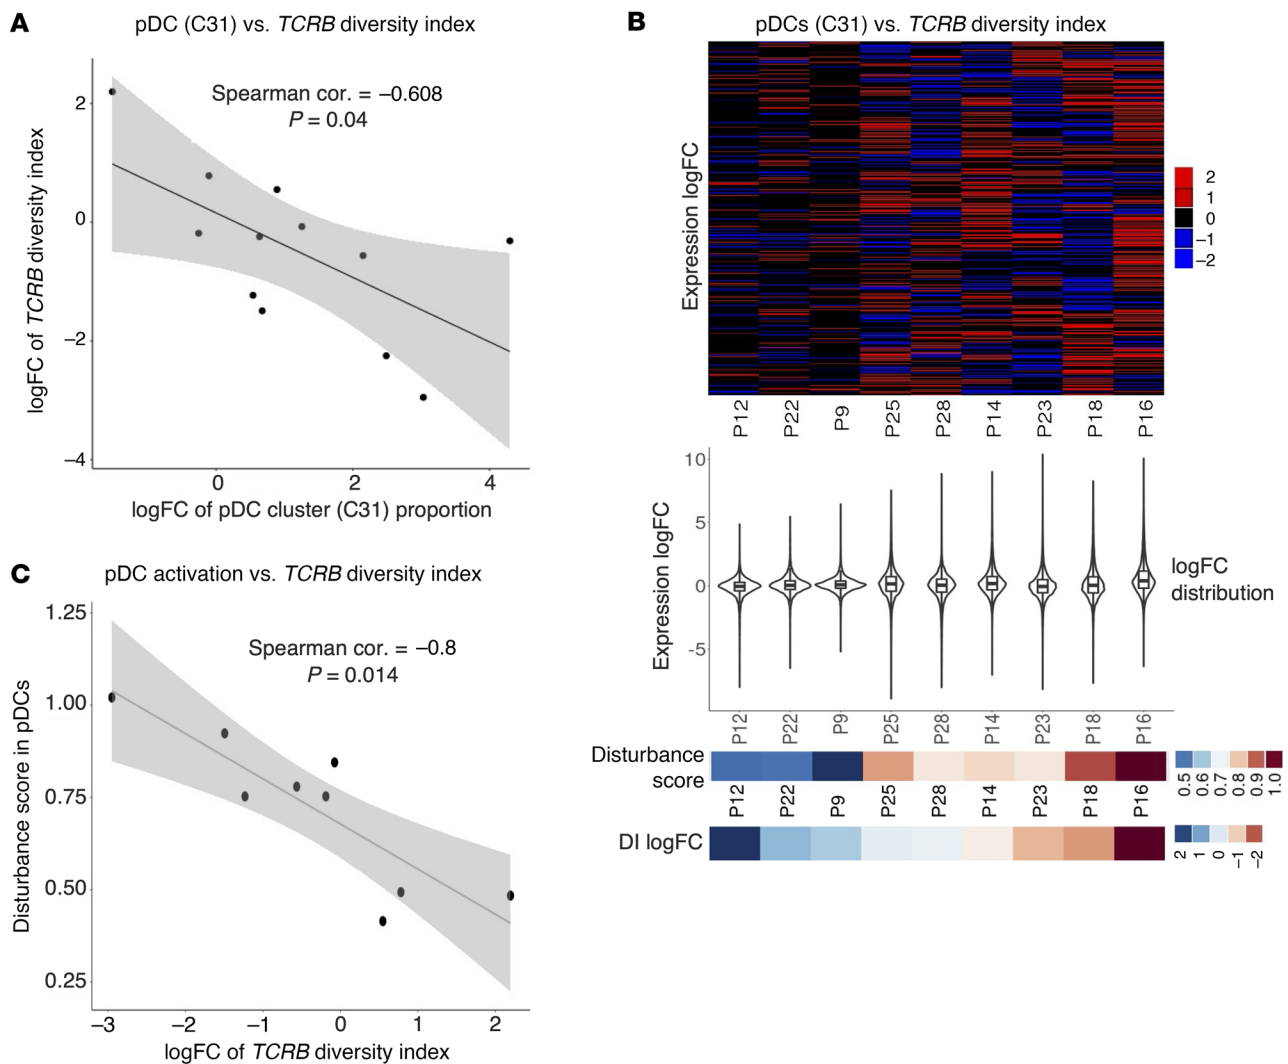 A
pDC (C31) vs. TCRB diversity index
Spearman cor. = –0.608
P = 0.04
logFC of TCRB diversity index
2
0
–2
–4
0
2
4
logFC of pDC cluster (C31) proportion
B
pDCs (C31) vs. TCRB diversity index
Expression logFC
2
1
0
–1
–2
P12
P22
P9
P25
P28
P14
P23
P18
P16
Expression logFC
10
5
0
-5
logFC
distribution
P12
P22
P9
P25
P28
P14
P23
P18
P16
Disturbance
score
0.5
0.6
0.7
0.8
0.9
1.0
P12
P22
P9
P25
P28
P14
P23
P18
P16
DI logFC
2
1
0
–1
–2
C
pDC activation vs. TCRB diversity index
Spearman cor. = –0.8
P = 0.014
Disturbance score in pDCs
1.25
1.00
0.75
0.50
0.25
–3
–2
–1
0
1
2
logFC of TCRB diversity index